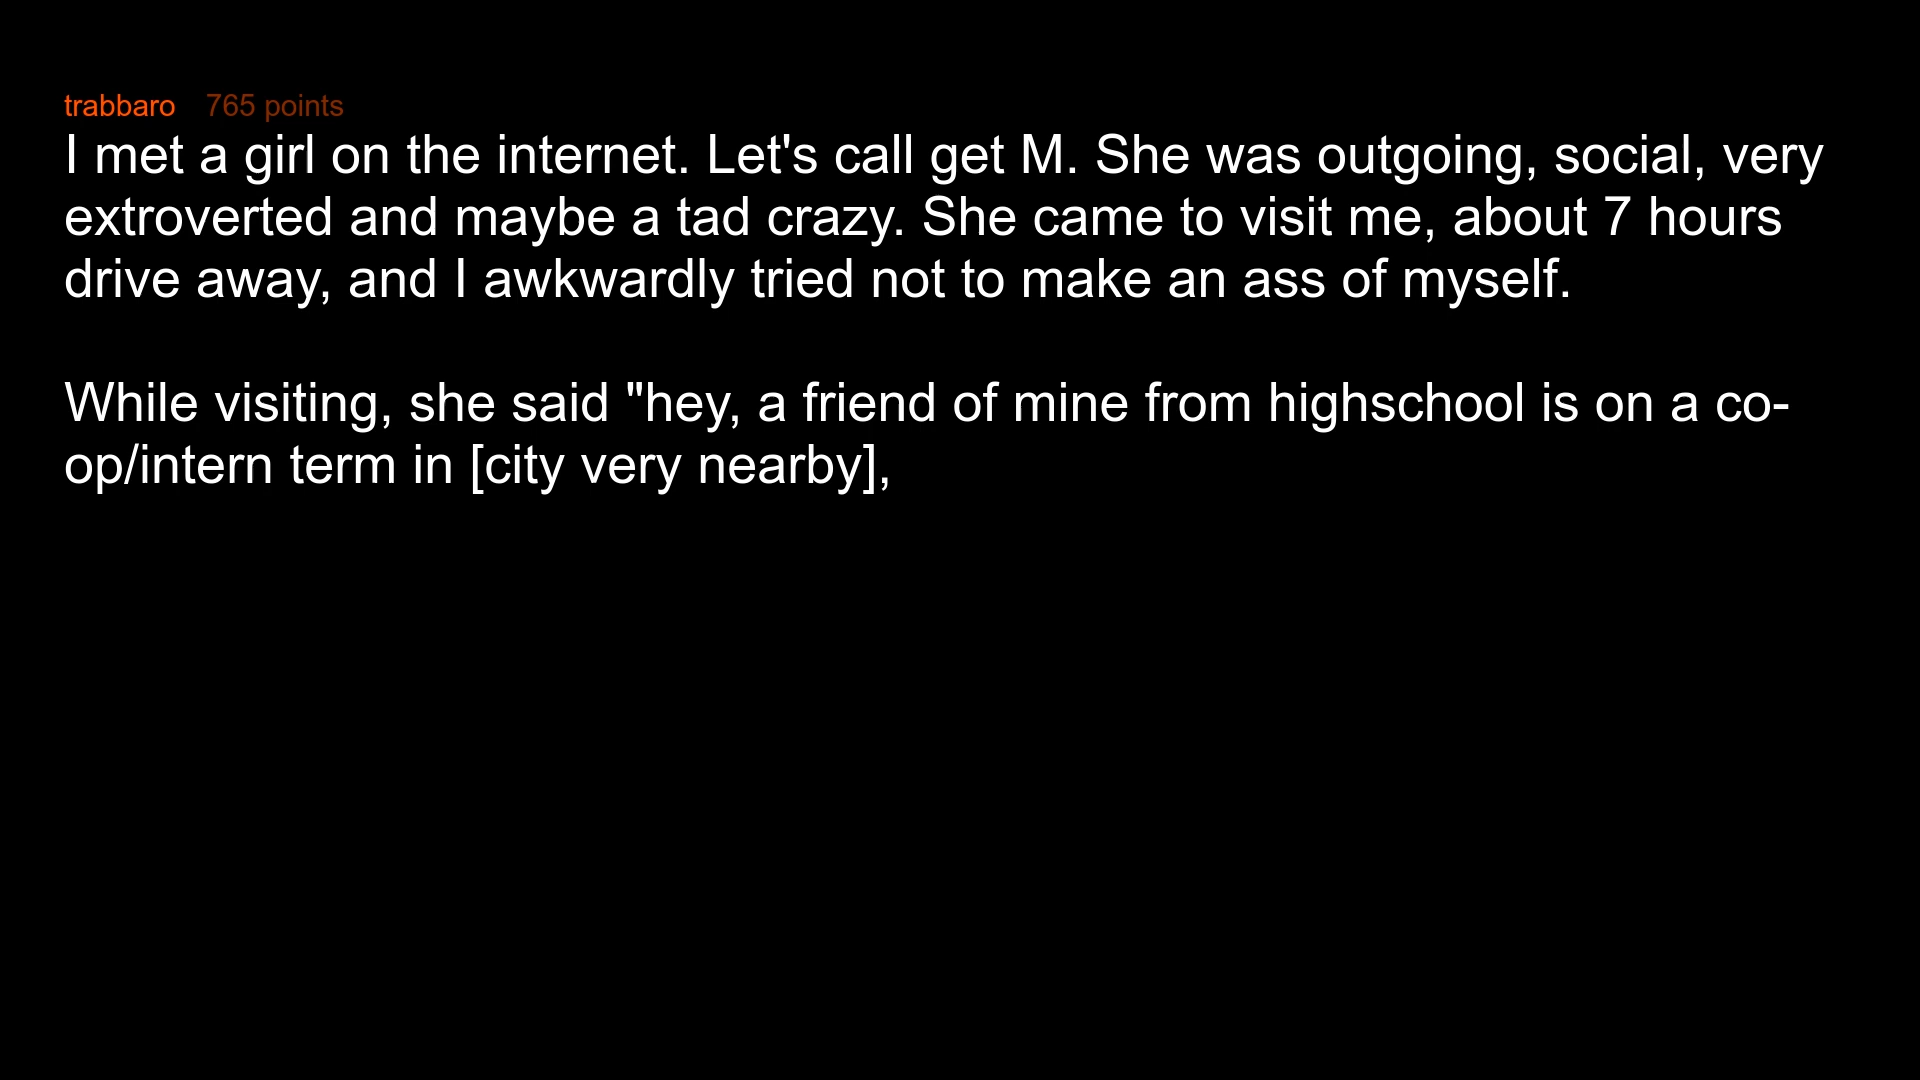 trabbaro 765 points
I met a girl on the internet. Let's call get M. She was outgoing, social, very
extroverted and maybe a tad crazy. She came to visit me, about 7 hours
drive away, and I awkwardly tried not to make an ass of myself.
While visiting, she said "hey, a friend of mine from highschool is on a co-
op/intern term in [city very nearby],